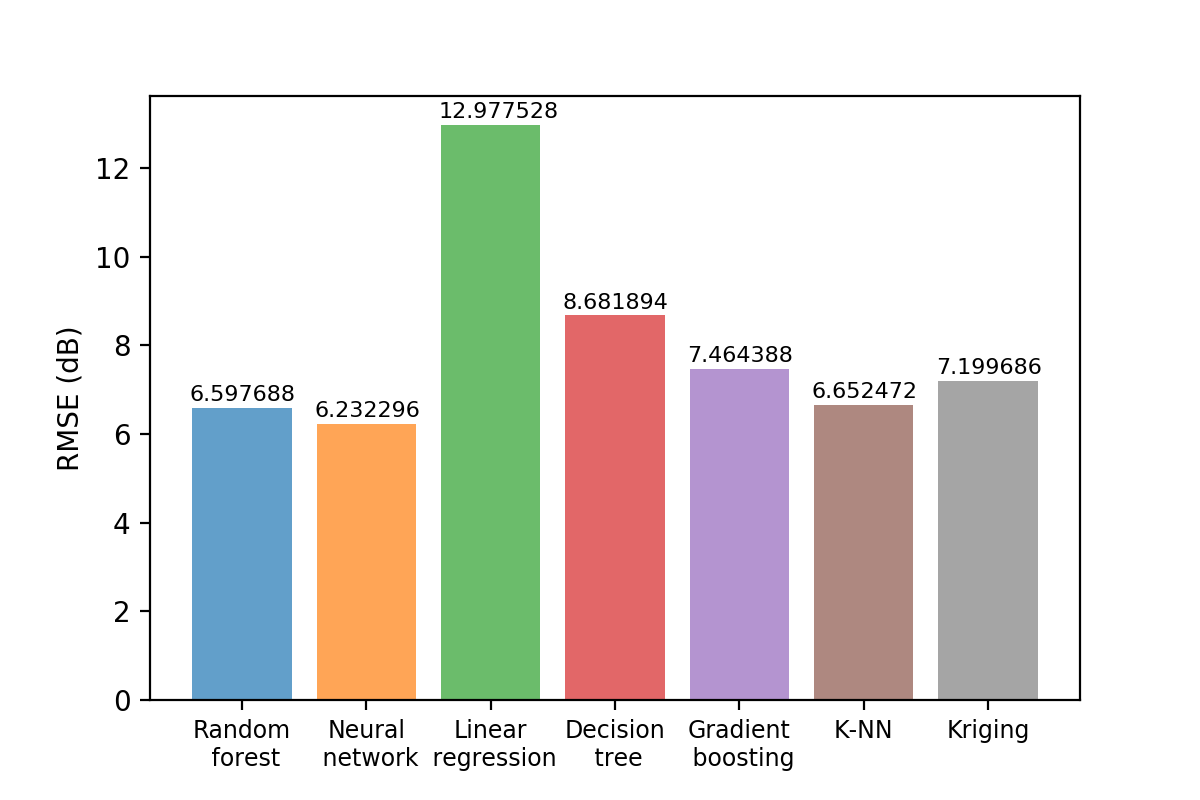 12.977528
12
10
8.681894
8
7.464388
7.199686
6.597688
6.652472
6.232296
6
4
2
0
RMSE (dB)
Random forest
Neural network
Linear regression
Decision tree
Gradient boosting
K-NN
Kriging